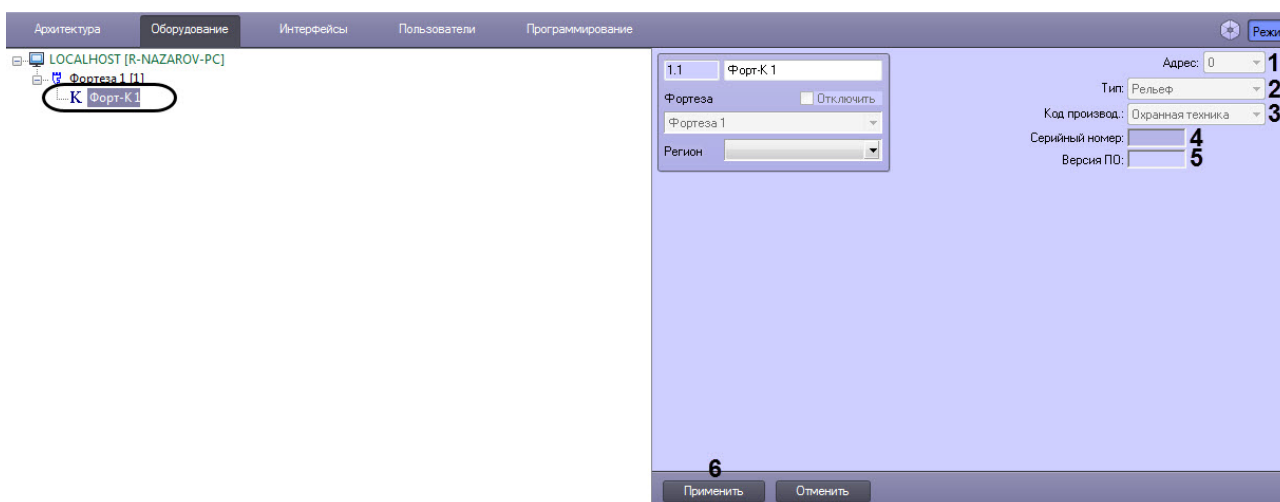 Архитектура Оборудование Интерфейсы Пользователи Программирование
LOCALHOST [R-NAZAROV-PC]
Фортеза 1 [1]
К Форт-К 1
1.1 Форт-К 1
Фортеза Отключить
Фортеза 1
Регион
Адрес: 0 1
Тип: Рельеф 2
Код производ.: Охранная техника 3
Серийный номер: 4
Версия ПО: 5
6
Применить Отменить